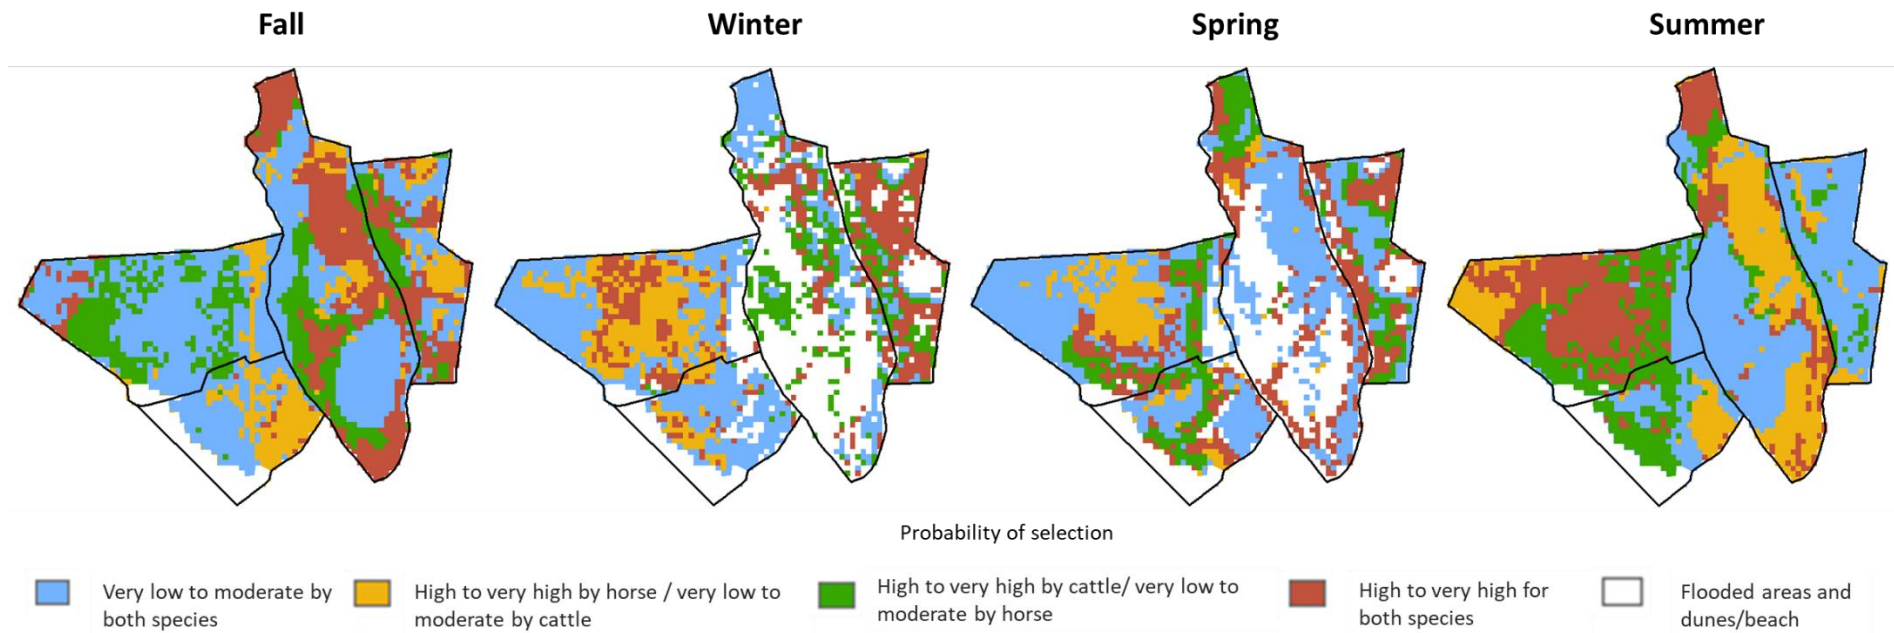 Fall
Winter
Spring
Summer
Probability of selection
Very low to moderate by
both species
High to very high by horse / very low to
moderate by cattle
High to very high by cattle/ very low to
moderate by horse
High to very high for
both species
Flooded areas and
dunes/beach